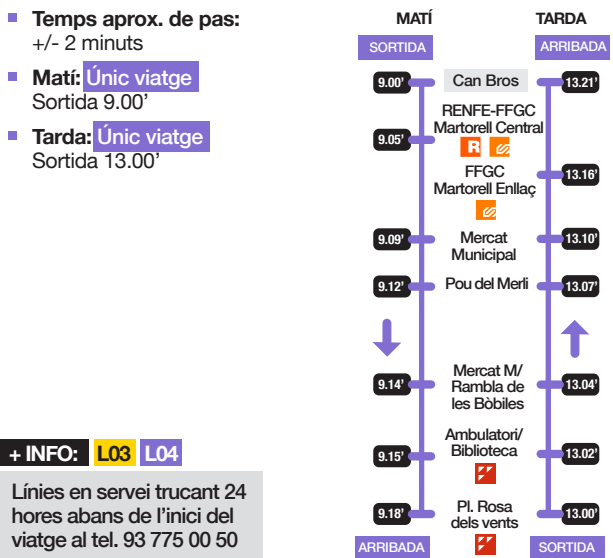 Temps aprox. de pas:
+/- 2 minuts
Matí: Únic viatge
Sortida 9.00’
Tarda: Únic viatge
Sortida 13.00’
+ INFO: L03 L04
Línies en servei trucant 24
hores abans de l’inici del
viatge al tel. 93 775 00 50
MATÍ TARDA
SORTIDA ARRIBADA
9.00’ Can Bros 13.21’
RENFE-FFGC
9.05’ Martorell Central
R
FFGC
Martorell Enllaç 13.16’
9.09’ Mercat 13.10’
Municipal
9.12’ Pou del Merli 13.07’
Mercat M/
9.14’ Rambla de 13.04’
les Bòbiles
Ambulatori/
9.15’ Biblioteca 13.02’
9.18’ Pl. Rosa 13.00’
dels vents
ARRIBADA SORTIDA